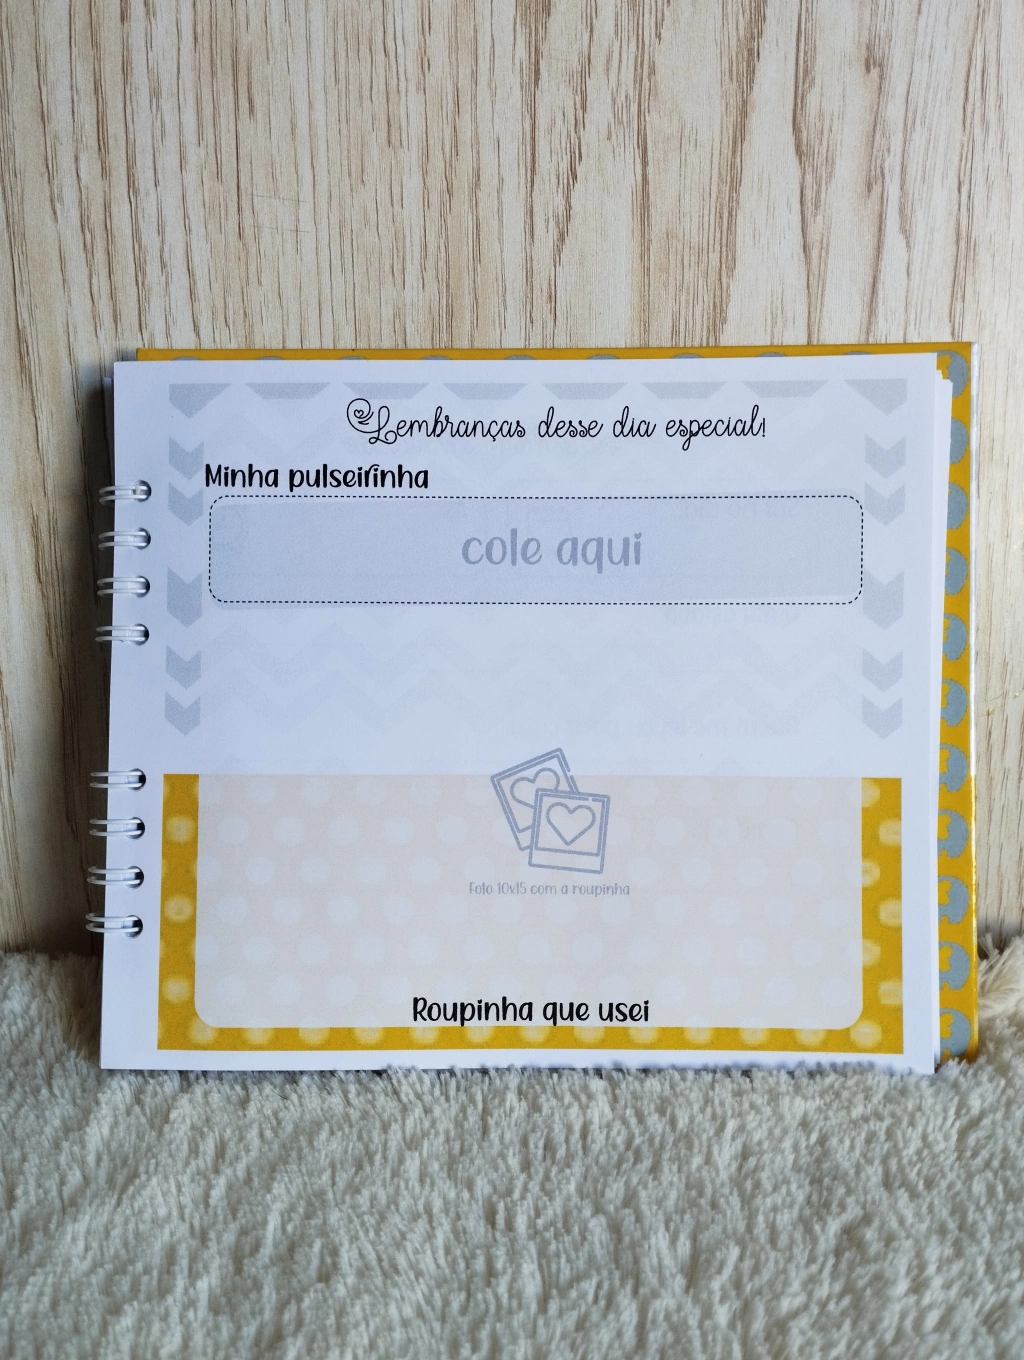 Lembranças desse dia especial!
Minha pulseirinha
cole aqui
Foto 10x15 com a roupinha
Roupinha que usei